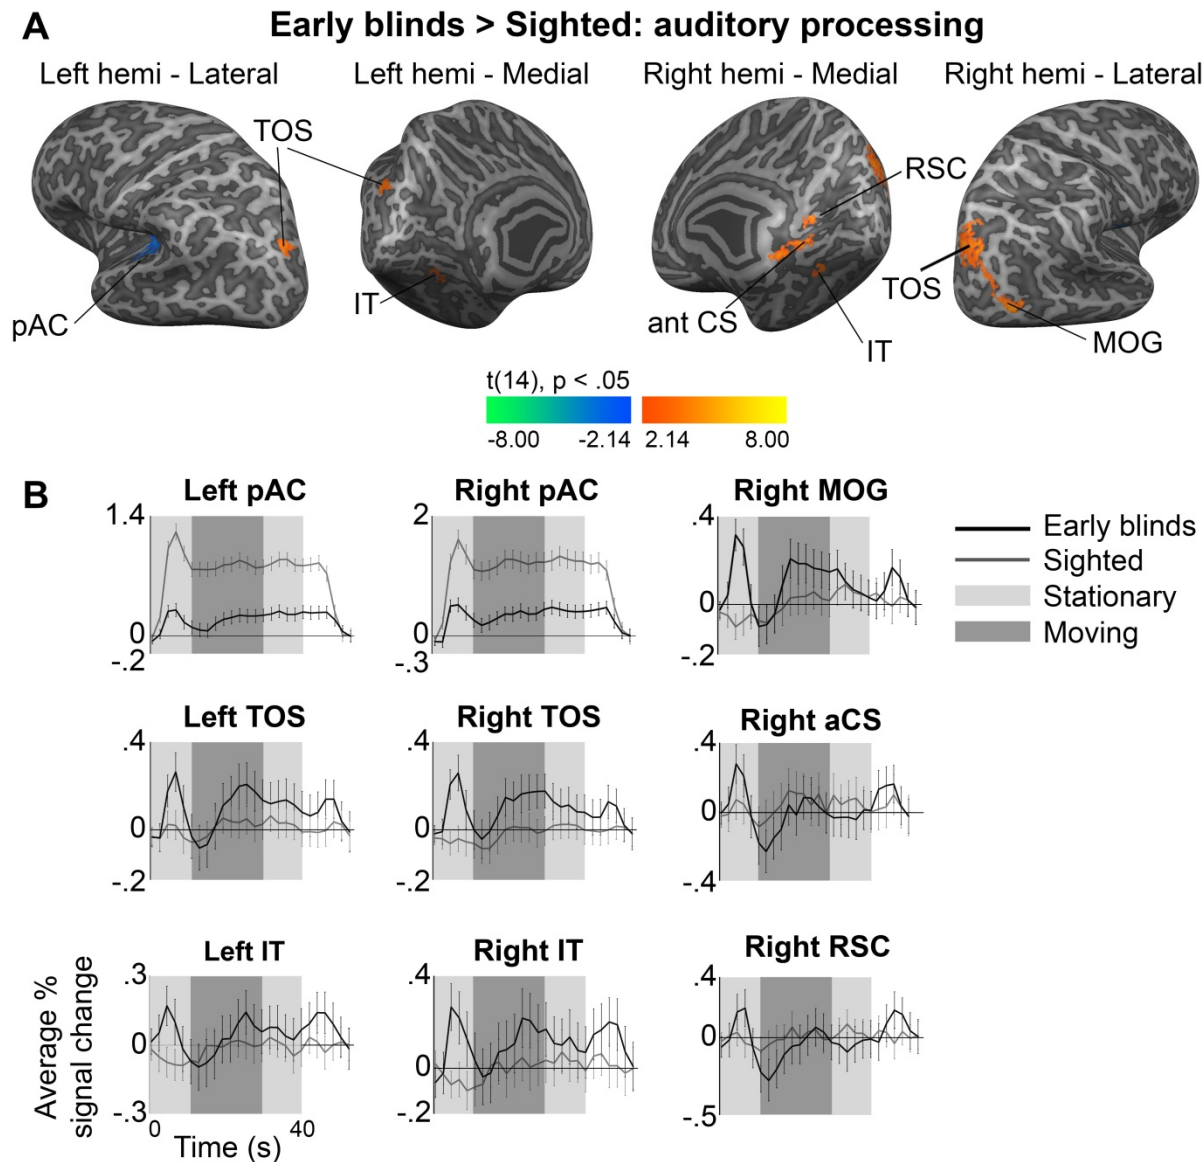 A
Early blinds > Sighted: auditory processing
Left hemi - Lateral
Left hemi - Medial
Right hemi - Medial
Right hemi - Lateral
TOS
RSC
pAC
IT
ant CS
IT
TOS
MOG
t(14), p < .05
-8.00 -2.14 2.14 8.00
B
Left pAC
1.4
0
-.2
Right pAC
2
0
-.3
Right MOG
.4
0
-.2
Early blinds
Sighted
Stationary
Moving
Left TOS
.4
0
-.2
Right TOS
.4
0
-.2
Right aCS
.4
0
-.4
Left IT
.3
0
-.3
Average %
signal change
0 40
Time (s)
Right IT
.4
0
-.2
Right RSC
.4
0
-.5